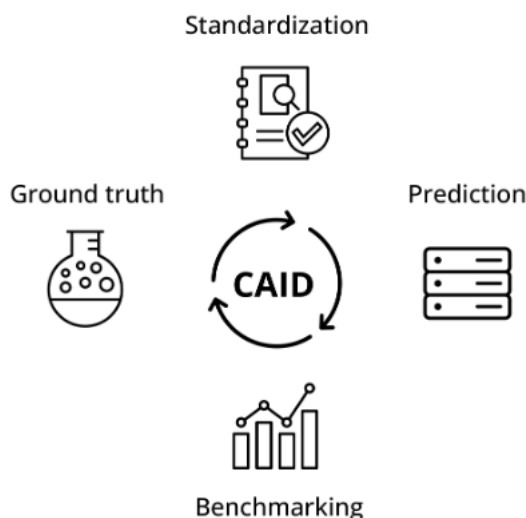 Standardization
Ground truth
Prediction
CAID
Benchmarking